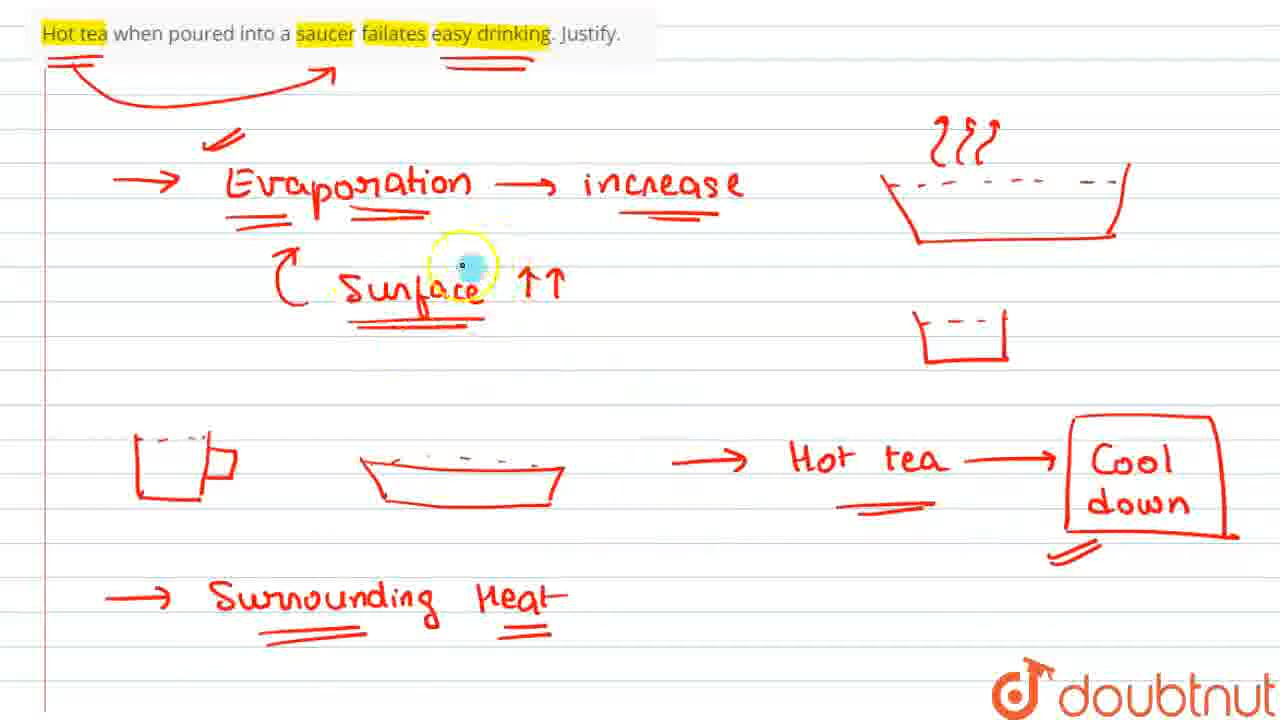 Hot tea when poured into a saucer failates easy drinking. Justify.
→ Evaporation → increase
Surface ↑↑
→ Hot tea → Cool
down
→ Surrounding Heat
doubtnut